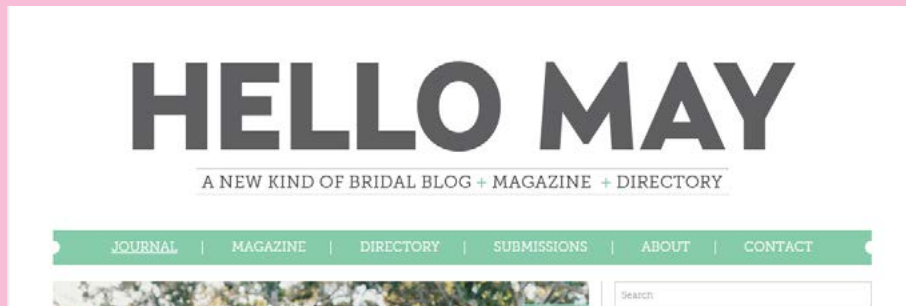 HELLO MAY
A NEW KIND OF BRIDAL BLOG + MAGAZINE + DIRECTORY
JOURNAL | MAGAZINE | DIRECTORY | SUBMISSIONS | ABOUT | CONTACT
Search